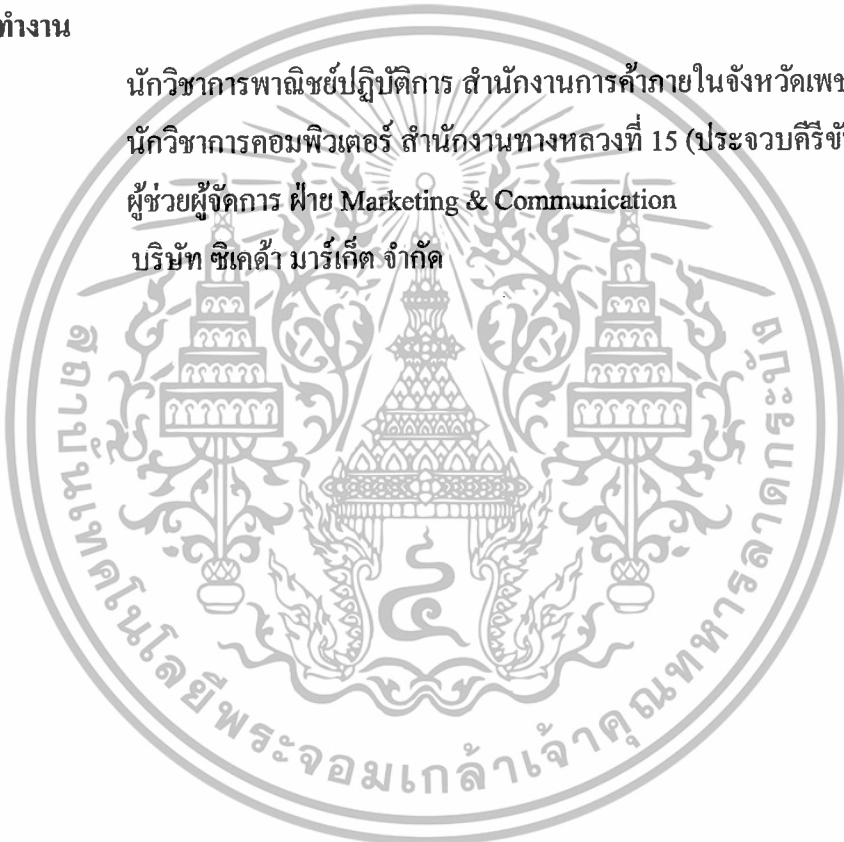 ทำงาน
นักวิชาการพาณิชย์ปฏิบัติการ สำนักงานการค้าภายในจังหวัดเพช
นักวิชาการคอมพิวเตอร์ สำนักงานทางหลวงที่ 15 (ประจวบคีรีขั
ผู้ช่วยผู้จัดการ ฝ่าย Marketing & Communication
บริษัท ซิเคด้า มาร์เก็ต จำกัด
สถาบันเทคโนโลยีพระจอมเกล้าเจ้าคุณทหารลาดกระบัง
๔